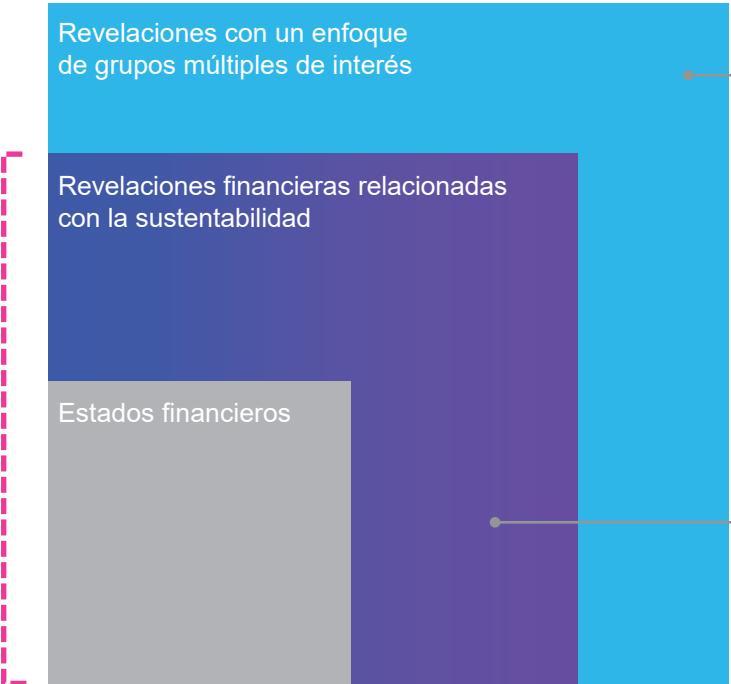 Revelaciones con un enfoque
de grupos múltiples de interés
Revelaciones financieras relacionadas
con la sustentabilidad
Estados financieros